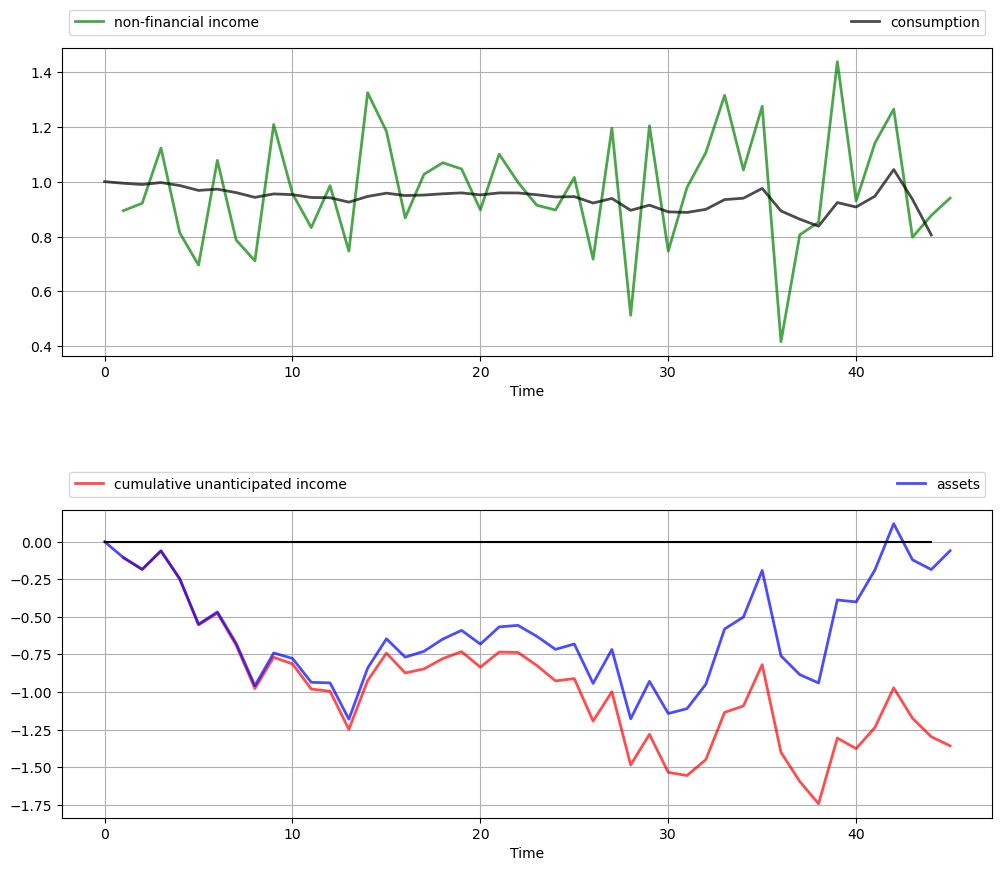 non-financial income consumption
1.4
1.2
1.0
0.8
0.6
0.4
0 10 20 30 40
Time
cumulative unanticipated income assets
0.00
−0.25
−0.50
−0.75
−1.00
−1.25
−1.50
−1.75
0 10 20 30 40
Time